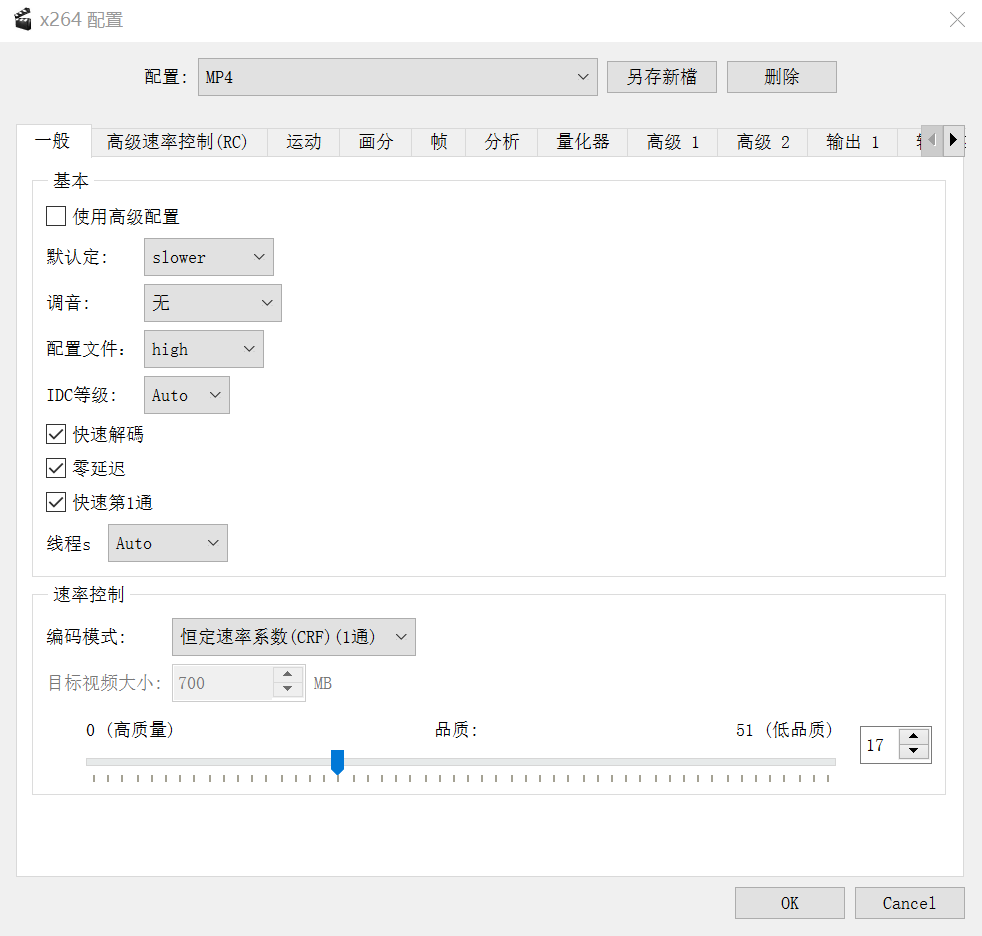 x264 配置
配置: MP4 另存新檔 删除
一般 高级速率控制(RC) 运动 画分 帧 分析 量化器 高级 1 高级 2 输出 1
基本
使用高级配置
默认定: slower
调音: 无
配置文件: high
IDC等级: Auto
快速解碼
零延迟
快速第1通
线程s Auto
速率控制
编码模式: 恒定速率系数(CRF)(1通)
目标视频大小: 700 MB
0 (高质量) 品质: 51 (低品质)
17
OK Cancel